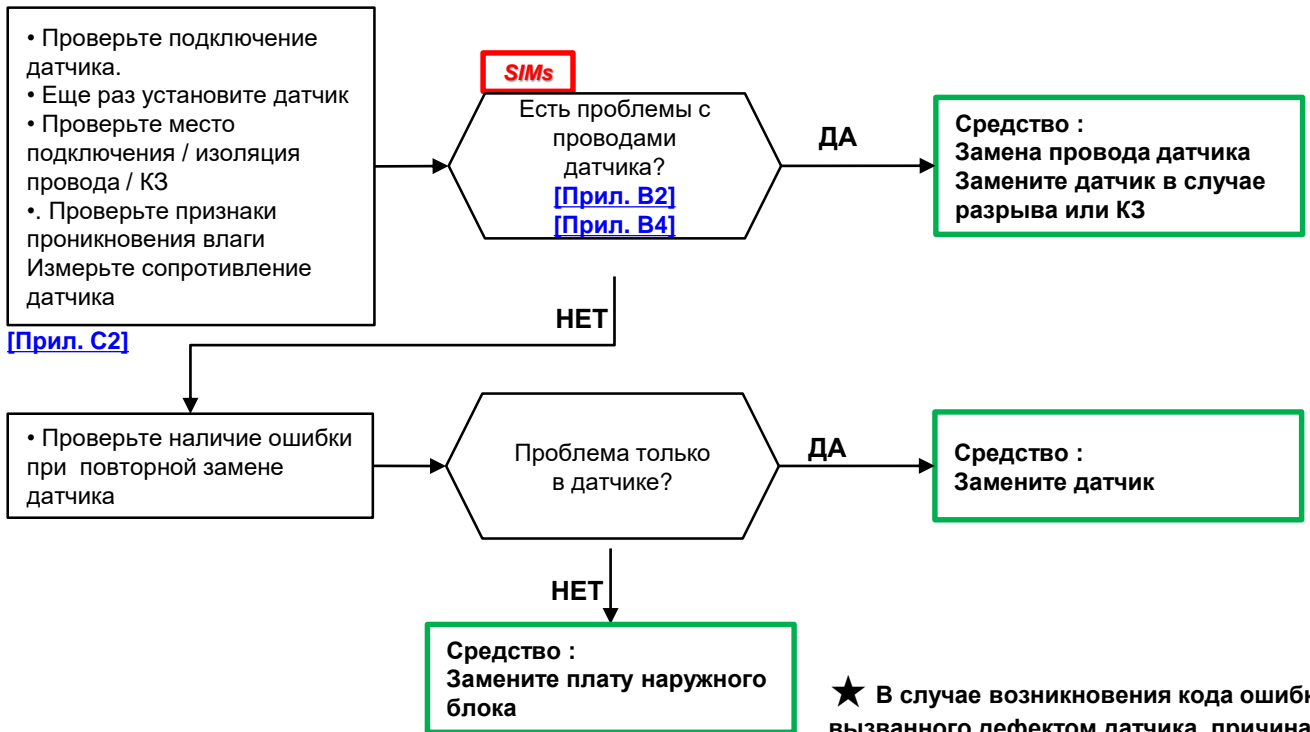 • Проверьте подключение
датчика.
• Еще раз установите датчик
• Проверьте место
подключения / изоляция
провода / КЗ
•. Проверьте признаки
проникновения влаги
Измерьте сопротивление
датчика
[Прил. C2]
SIMs
Есть проблемы с
проводами
датчика?
[Прил. B2]
[Прил. B4]
ДА
Средство :
Замена провода датчика
Замените датчик в случае
разрыва или КЗ
НЕТ
• Проверьте наличие ошибки
при повторной замене
датчика
Проблема только
в датчике?
ДА
Средство :
Замените датчик
НЕТ
Средство :
Замените плату наружного
блока
★ В случае возникновения кода
вызванного дефектом датчика, причина